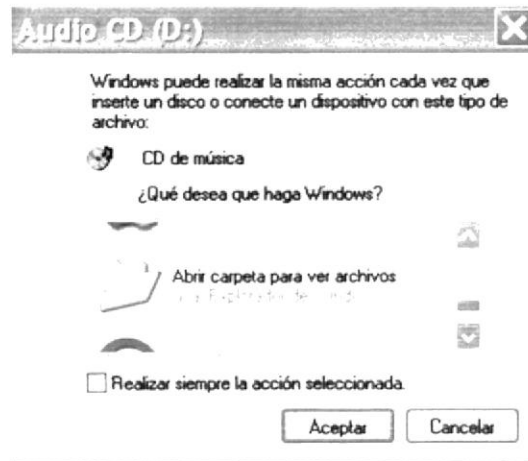 Audio CD (D:)
Windows puede realizar la misma acción cada vez que
inserte un disco o conecte un dispositivo con este tipo de
archivo:
CD de música
¿Qué desea que haga Windows?
Abrir carpeta para ver archivos
Realizar siempre la acción seleccionada.
Aceptar
Cancelar